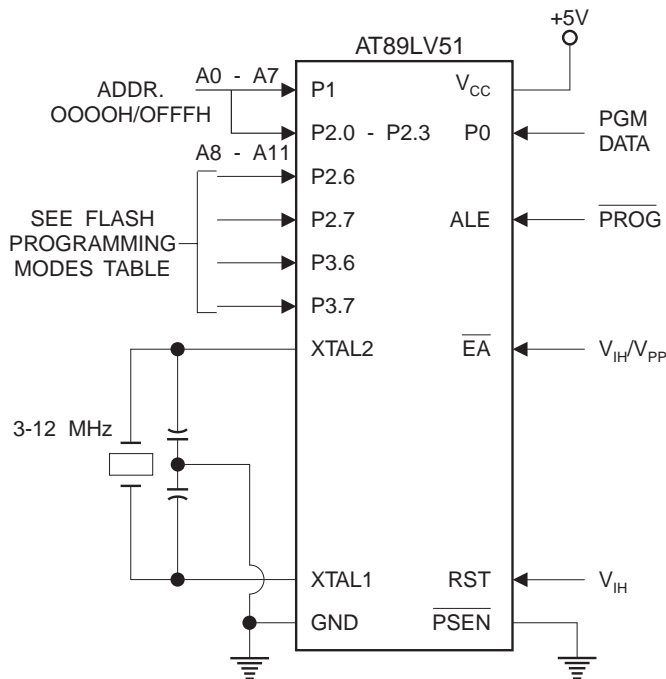 +5V
AT89LV51
A0 - A7
ADDR.
OOOOH/OFFFH
P1
VCC
P2.0 - P2.3
P0
PGM
DATA
A8 - A11
P2.6
SEE FLASH
PROGRAMMING
MODES TABLE
P2.7
ALE
PROG
P3.6
P3.7
XTAL2
EA
VIH/VPP
3-12 MHz
XTAL1
RST
VIH
GND
PSEN